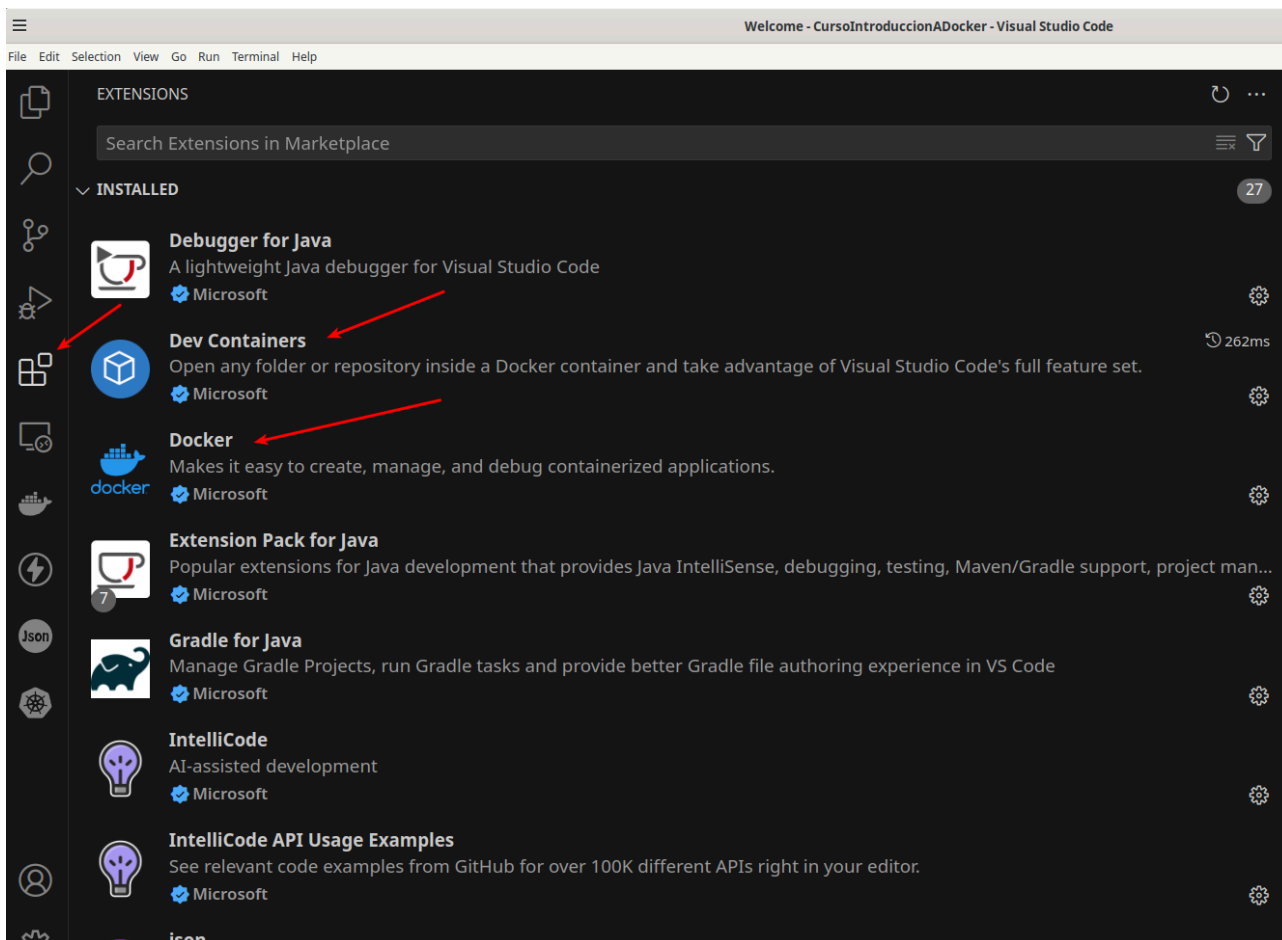 Welcome - CursoIntroduccionADocker - Visual Studio Code
File Edit Selection View Go Run Terminal Help
EXTENSIONS
Search Extensions in Marketplace
INSTALLED
27
Debugger for Java
A lightweight Java debugger for Visual Studio Code
Microsoft
Dev Containers
262ms
Open any folder or repository inside a Docker container and take advantage of Visual Studio Code's full feature set.
Microsoft
Docker
Makes it easy to create, manage, and debug containerized applications.
docker
Microsoft
Extension Pack for Java
Popular extensions for Java development that provides Java IntelliSense, debugging, testing, Maven/Gradle support, project man...
7
Microsoft
Json
Gradle for Java
Manage Gradle Projects, run Gradle tasks and provide better Gradle file authoring experience in VS Code
Microsoft
IntelliCode
AI-assisted development
Microsoft
IntelliCode API Usage Examples
See relevant code examples from GitHub for over 100K different APIs right in your editor.
Microsoft
json